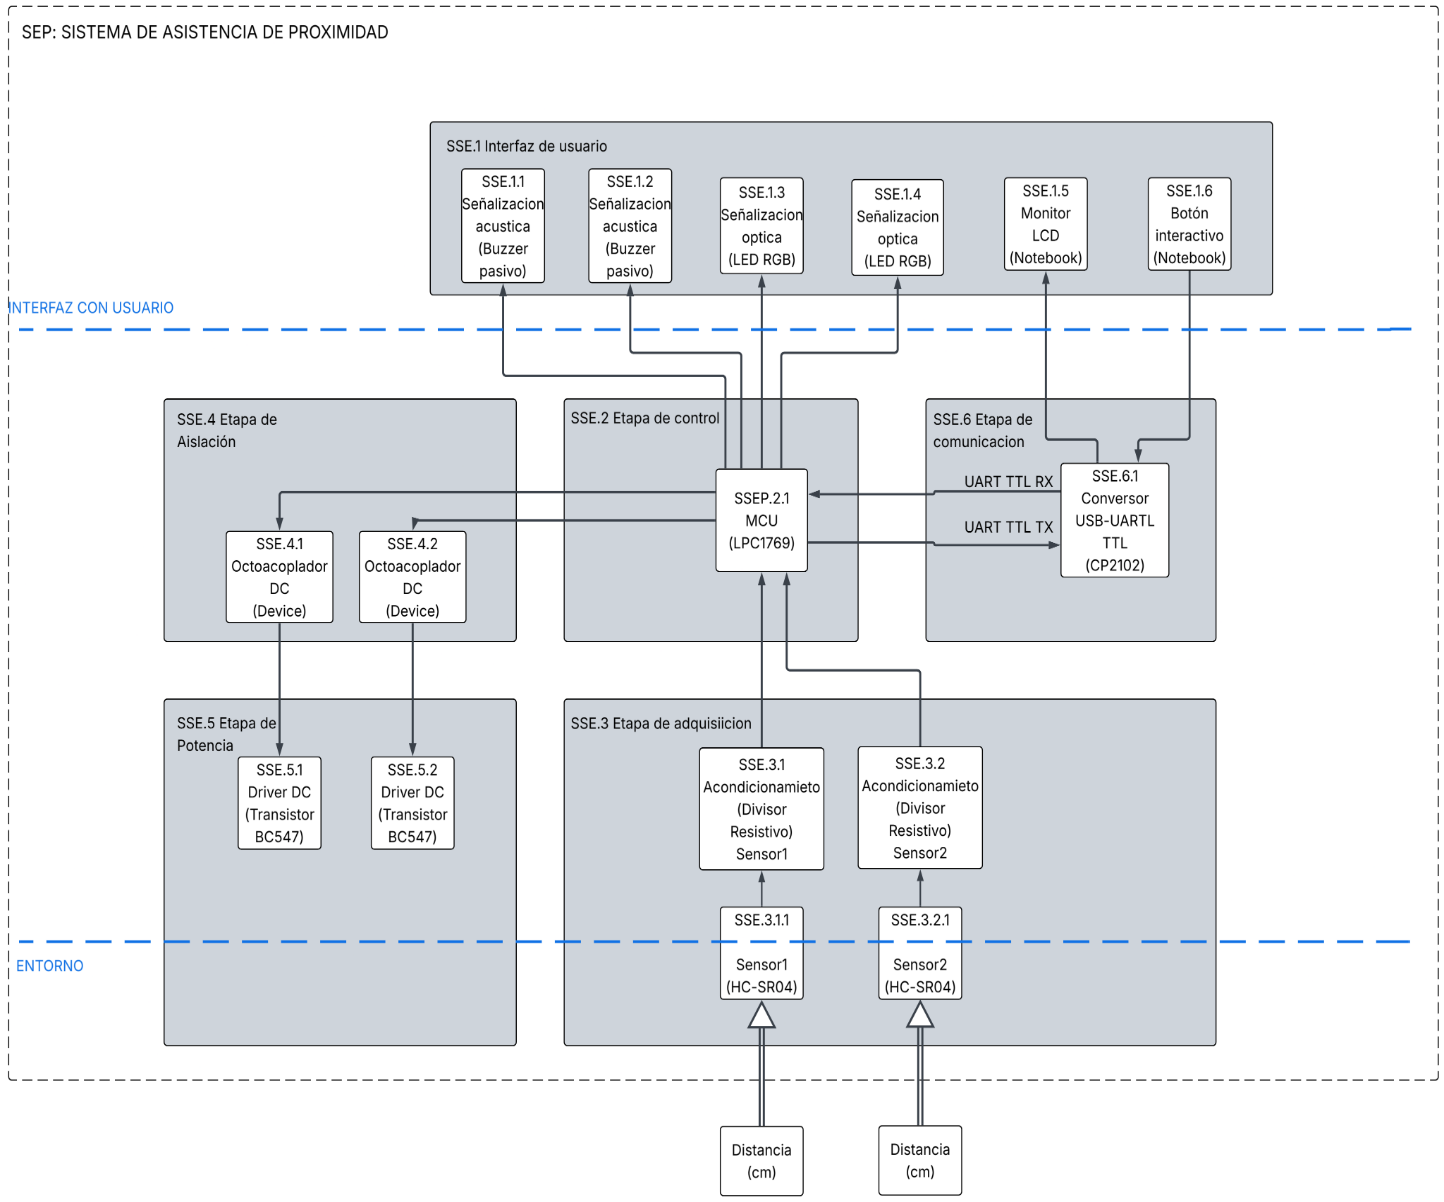 SEP: SISTEMA DE ASISTENCIA DE PROXIMIDAD
SSE.1 Interfaz de usuario
SSE.1.1
Señalizacion
acustica
(Buzzer
pasivo)
SSE.1.2
Señalizacion
acustica
(Buzzer
pasivo)
SSE.1.3
Señalizacion
optica
(LED RGB)
SSE.1.4
Señalizacion
optica
(LED RGB)
SSE.1.5
Monitor
LCD
(Notebook)
SSE.1.6
Botón
interactivo
(Notebook)
INTERFAZ CON USUARIO
SSE.4 Etapa de
Aislación
SSE.4.1
Octoacoplador
DC
(Device)
SSE.4.2
Octoacoplador
DC
(Device)
SSE.2 Etapa de control
SSEP.2.1
MCU
(LPC1769)
SSE.6 Etapa de
comunicacion
UART TTL RX
UART TTL TX
SSE.6.1
Conversor
USB-UARTL
TTL
(CP2102)
SSE.5 Etapa de
Potencia
SSE.5.1
Driver DC
(Transistor
BC547)
SSE.5.2
Driver DC
(Transistor
BC547)
SSE.3 Etapa de adquisiicion
SSE.3.1
Acondicionamieto
(Divisor
Resistivo)
Sensor1
SSE.3.2
Acondicionamieto
(Divisor
Resistivo)
Sensor2
SSE.3.1.1
Sensor1
(HC-SR04)
SSE.3.2.1
Sensor2
(HC-SR04)
ENTORNO
Distancia
(cm)
Distancia
(cm)